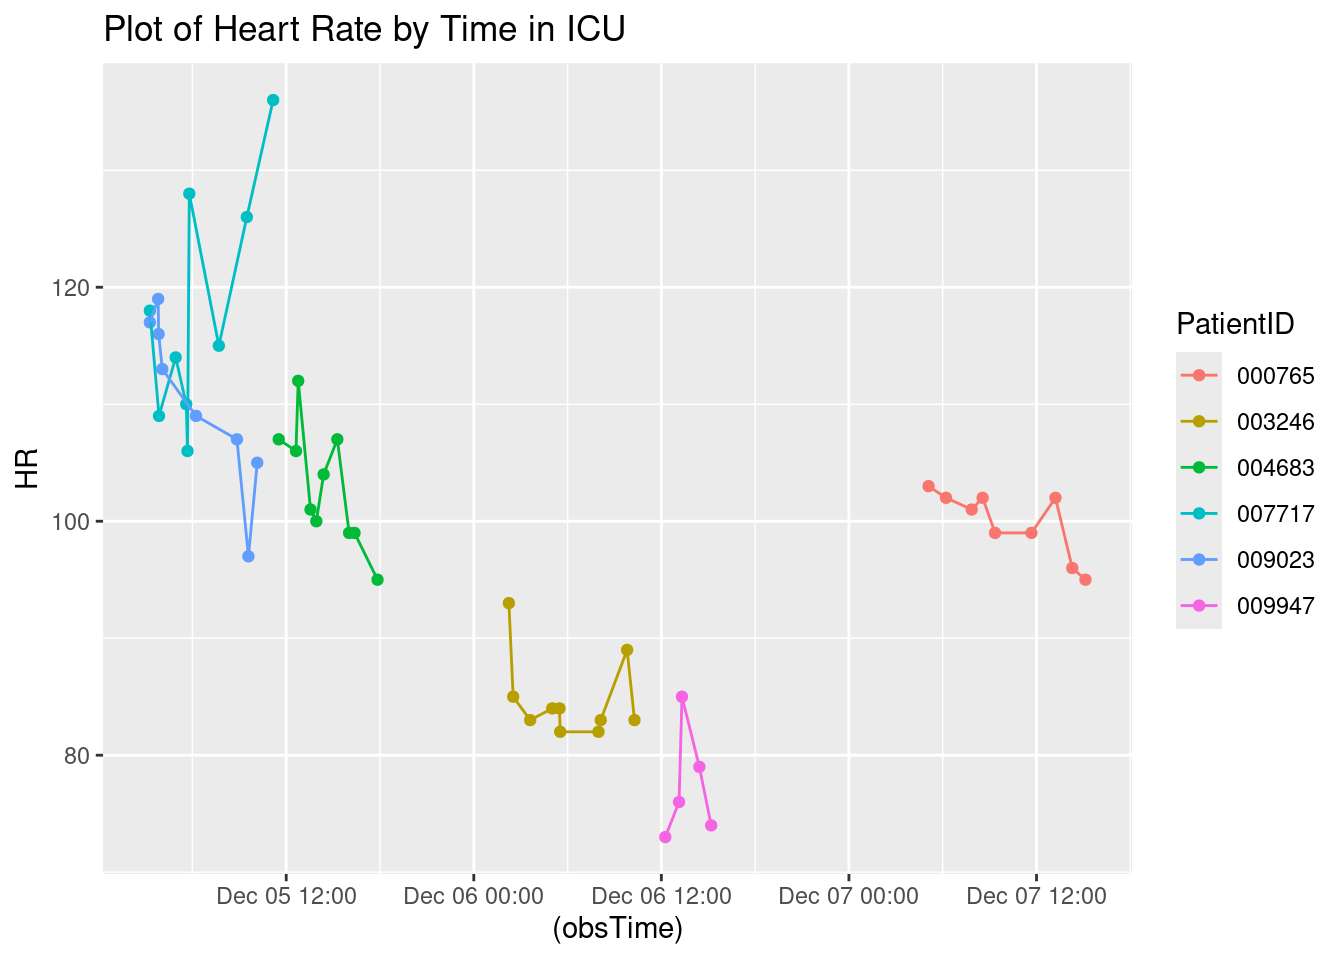 Plot of Heart Rate by Time in ICU
HR
120
100
80
Dec 05 12:00 Dec 06 00:00 Dec 06 12:00 Dec 07 00:00 Dec 07 12:00
(obsTime)
PatientID
000765
003246
004683
007717
009023
009947